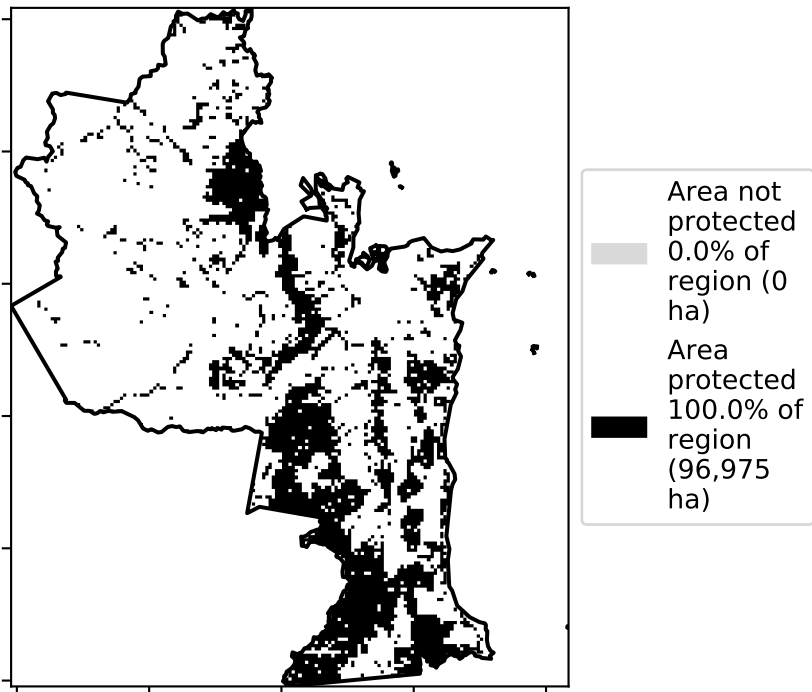 Area not
protected
0.0% of
region (0
ha)
Area
protected
100.0% of
region
(96,975
ha)